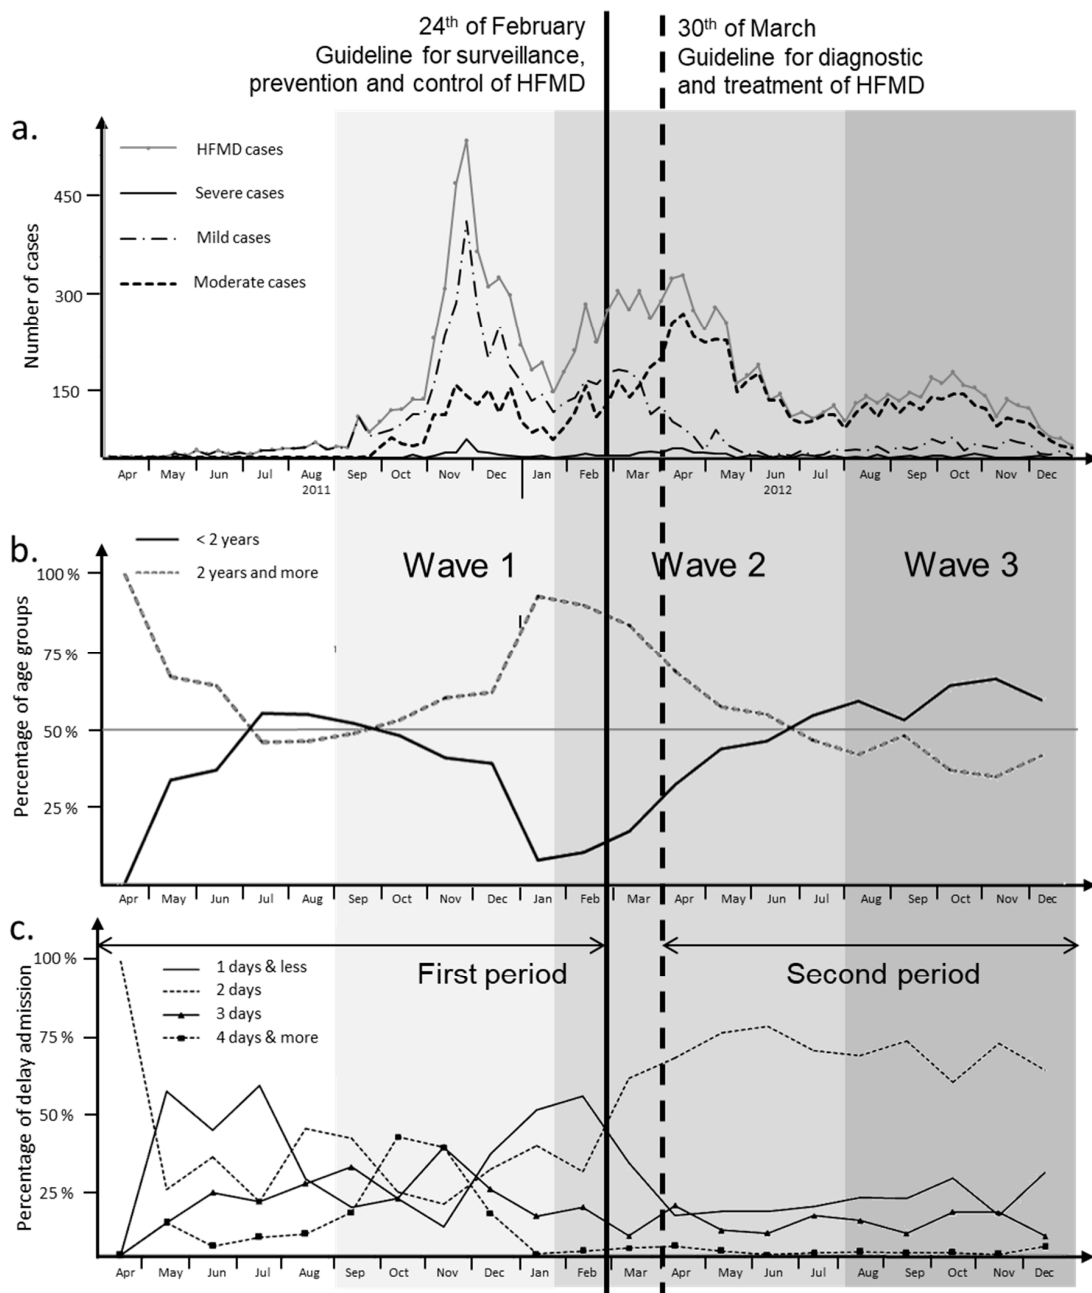 24th of February
Guideline for surveillance,
prevention and control of HFMD
30th of March
Guideline for diagnostic
and treatment of HFMD
a.
Number of cases
450
300
150
HFMD cases
Severe cases
Mild cases
Moderate cases
Apr May Jun Jul Aug Sep Oct Nov Dec Jan Feb Mar Apr May Jun Jul Aug Sep Oct Nov Dec
2011 2012
b.
Percentage of age groups
100 %
75 %
50 %
25 %
< 2 years
2 years and more
Wave 1 Wave 2 Wave 3
Apr May Jun Jul Aug Sep Oct Nov Dec Jan Feb Mar Apr May Jun Jul Aug Sep Oct Nov Dec
c.
Percentage of delay admission
100 %
75 %
50 %
25 %
1 days & less
2 days
3 days
4 days & more
First period Second period
Apr May Jun Jul Aug Sep Oct Nov Dec Jan Feb Mar Apr May Jun Jul Aug Sep Oct Nov Dec